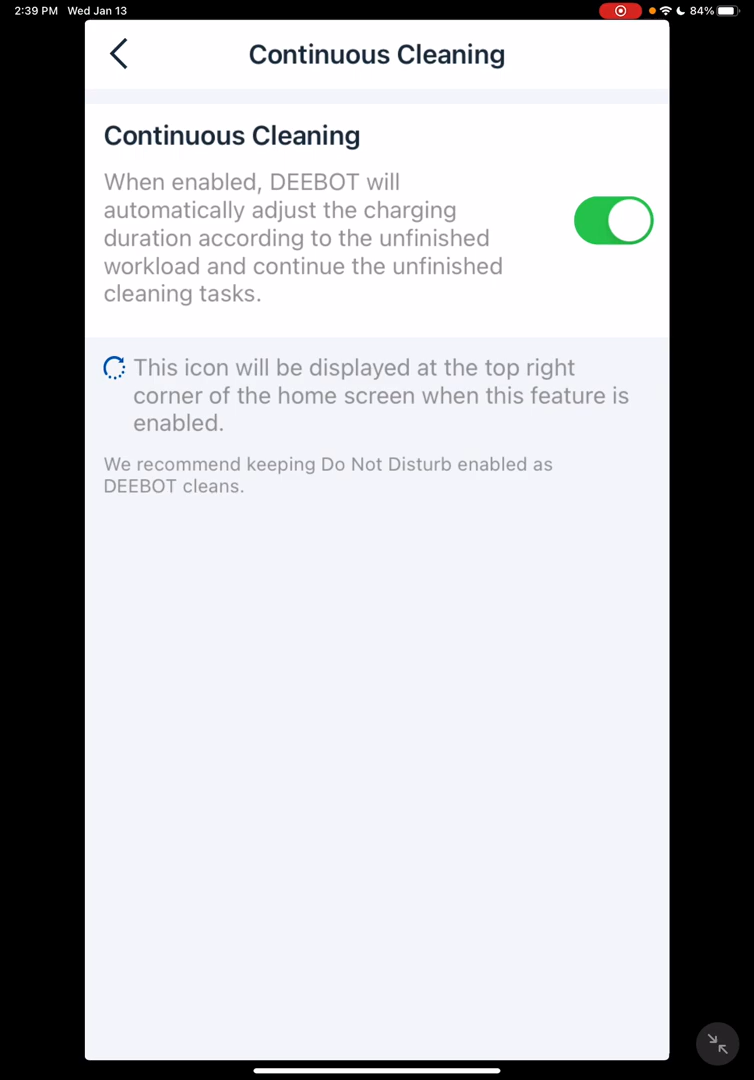 2:39 PM Wed Jan 13
84%
Continuous Cleaning
Continuous Cleaning
When enabled, DEEBOT will
automatically adjust the charging
duration according to the unfinished
workload and continue the unfinished
cleaning tasks.
This icon will be displayed at the top right
corner of the home screen when this feature is
enabled.
We recommend keeping Do Not Disturb enabled as
DEEBOT cleans.